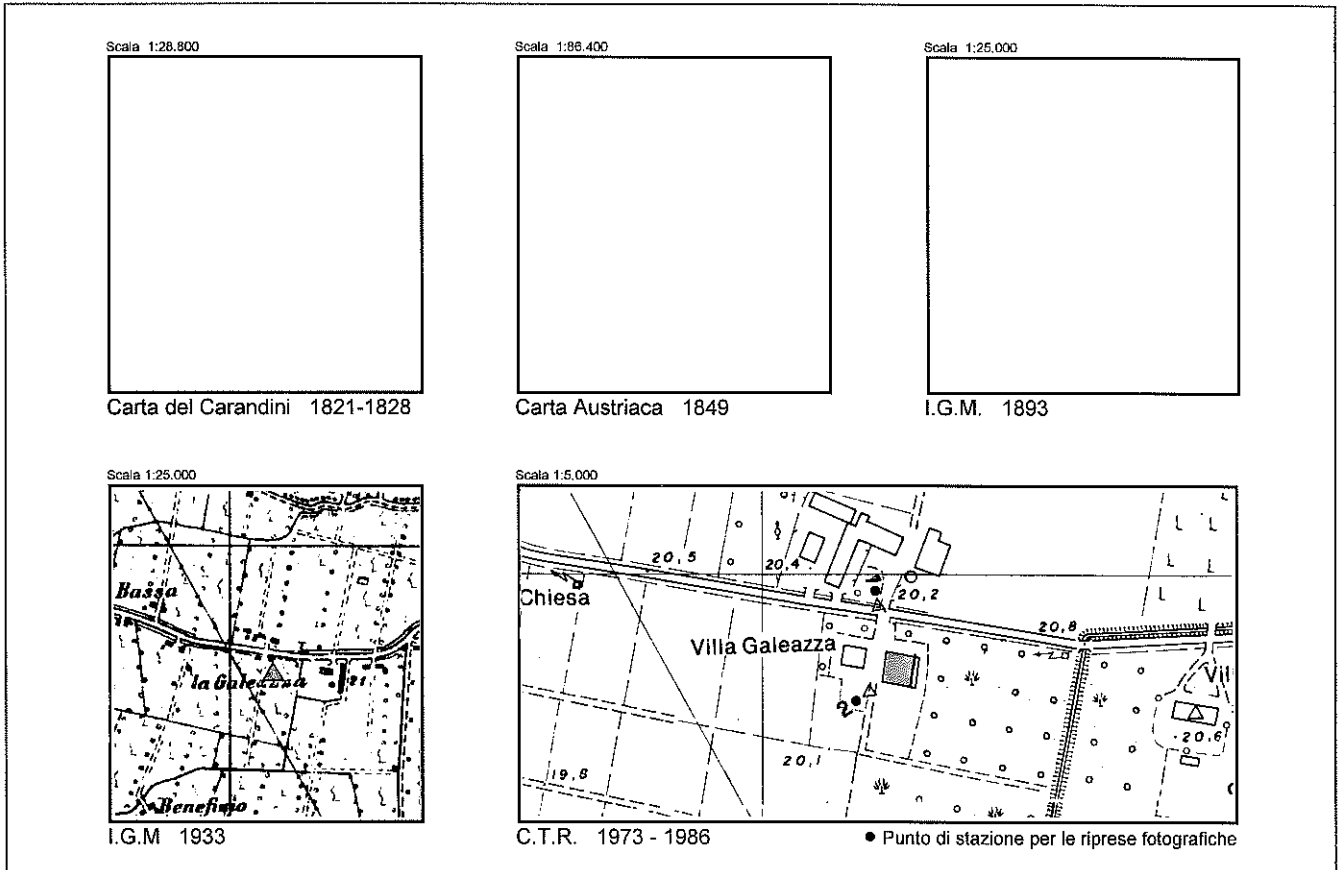 Scala 1:28.800
Scala 1:86.400
Scala 1:25.000
Carta del Carandini 1821-1828
Carta Austriaca 1849
I.G.M. 1893
Scala 1:25.000
Scala 1:5.000
Bassa
la Galeazza
21
I.G.M 1933
20,5
20,4
1
20,2
Chiesa
20,8
Villa Galeazza
Vil
2
20,6
20,1
19,8
C.T.R. 1973 - 1986
● Punto di stazione per le riprese fotografiche